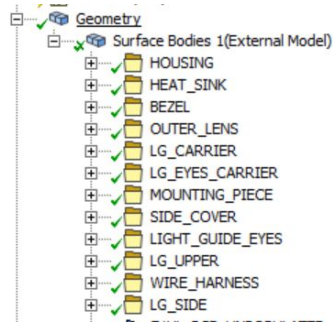 Geometry
Surface Bodies 1(External Model)
HOUSING
HEAT_SINK
BEZEL
OUTER_LENS
LG_CARRIER
LG_EYES_CARRIER
MOUNTING_PIECE
SIDE_COVER
LIGHT_GUIDE_EYES
LG_UPPER
WIRE_HARNESS
LG_SIDE